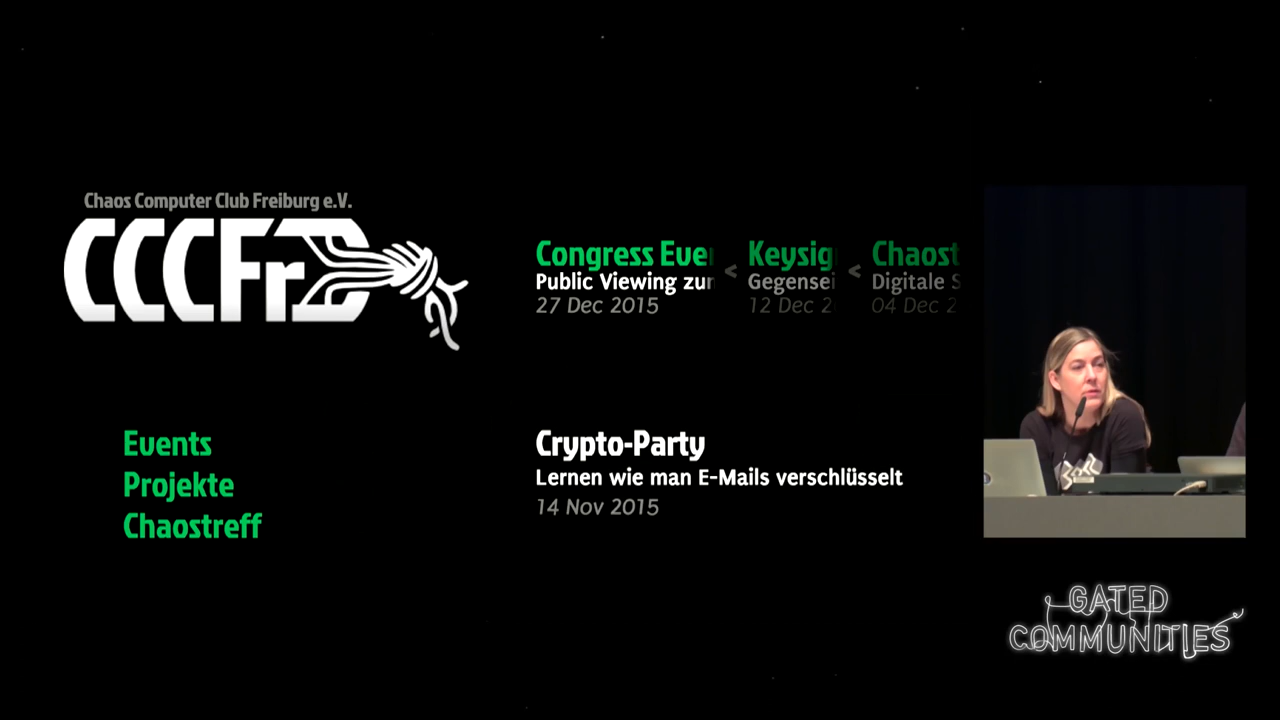 Chaos Computer Club Freiburg e.V.
CCCFr
Congress Even
Public Viewing zur
27 Dec 2015
<
Keysig
Gegensei
12 Dec 2
<
Chaost
Digitale S
04 Dec 2
Events
Projekte
Chaostreff
Crypto-Party
Lernen wie man E-Mails verschlüsselt
14 Nov 2015
GATED
COMMUNITIES